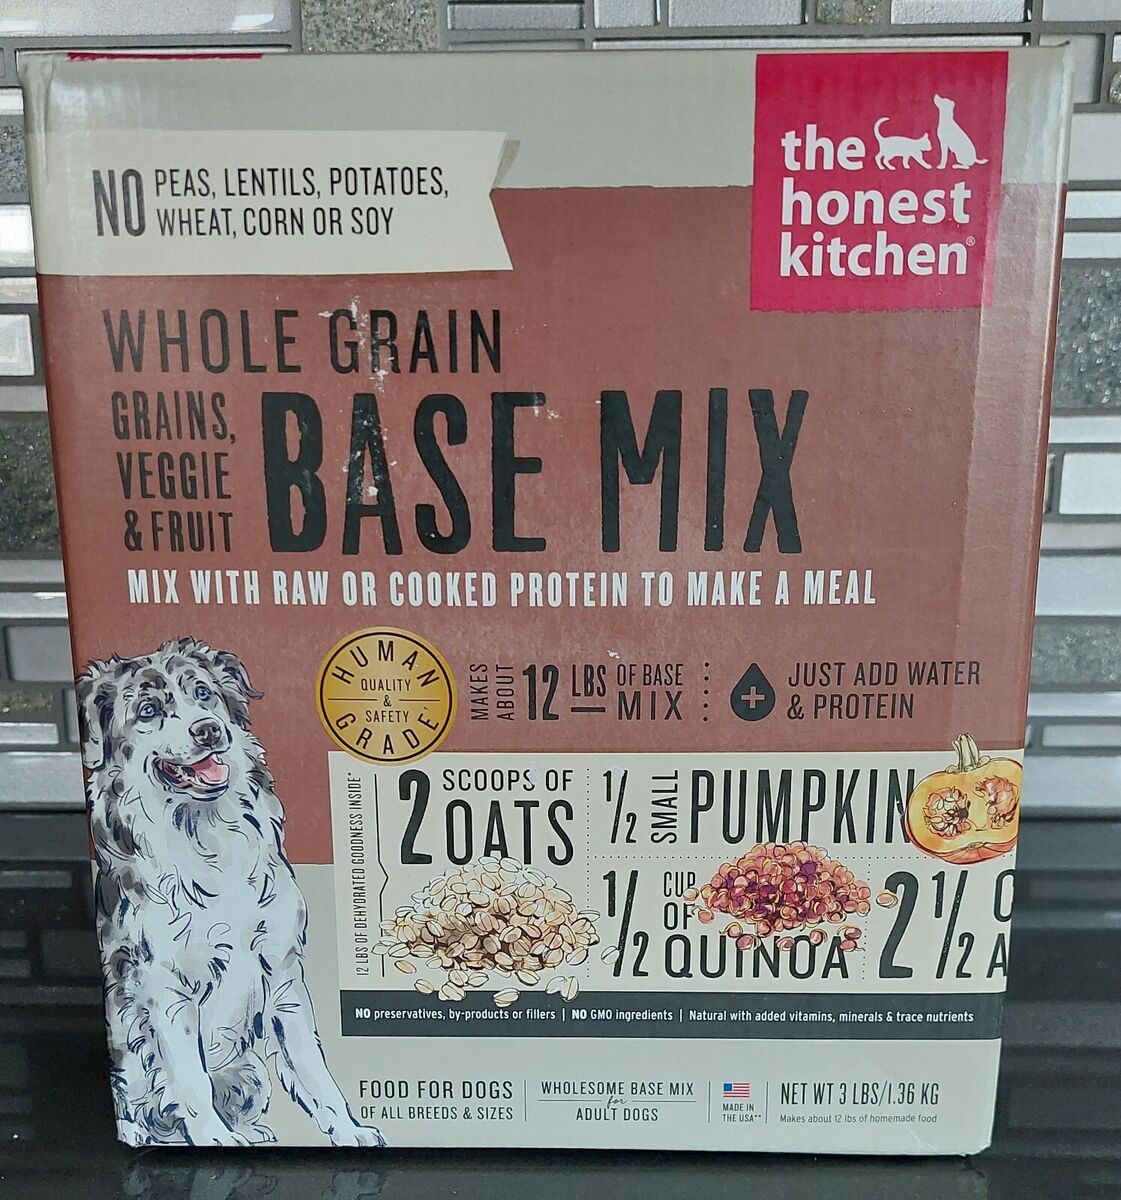 NO PEAS, LENTILS, POTATOES,
WHEAT, CORN OR SOY
the
honest
kitchen®
WHOLE GRAIN
GRAINS,
VEGGIE
& FRUIT
BASE MIX
MIX WITH RAW OR COOKED PROTEIN TO MAKE A MEAL
HUMAN
QUALITY
&
SAFETY
GRADE*
MAKES
ABOUT
12 LBS
OF BASE
MIX
JUST ADD WATER
& PROTEIN
12 LBS OF DEHYDRATED GOODNESS INSIDE*
2 SCOOPS OF
OATS
1/2 SMALL PUMPKIN
1/2 CUP
OF
QUINOA
2 1/2
NO preservatives, by-products or fillers | NO GMO ingredients | Natural with added vitamins, minerals & trace nutrients
FOOD FOR DOGS
OF ALL BREEDS & SIZES
WHOLESOME BASE MIX
for
ADULT DOGS
MADE IN
THE USA**
NET WT 3 LBS/1.36 KG
Makes about 12 lbs of homemade food